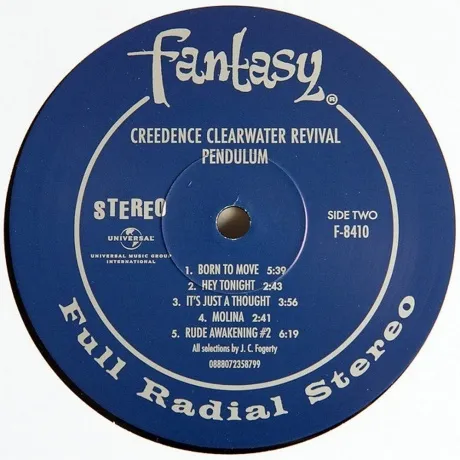 fantasy®
CREEDENCE CLEARWATER REVIVAL
PENDULUM
STEREO
UNIVERSAL
UNIVERSAL MUSIC GROUP
INTERNATIONAL
SIDE TWO
F-8410
1. BORN TO MOVE 5:39
2. HEY TONIGHT 2:43
3. IT'S JUST A THOUGHT 3:56
4. MOLINA 2:41
5. RUDE AWAKENING #2 6:19
All selections by J. C. Fogerty
0888072358799
Full Radial Stereo